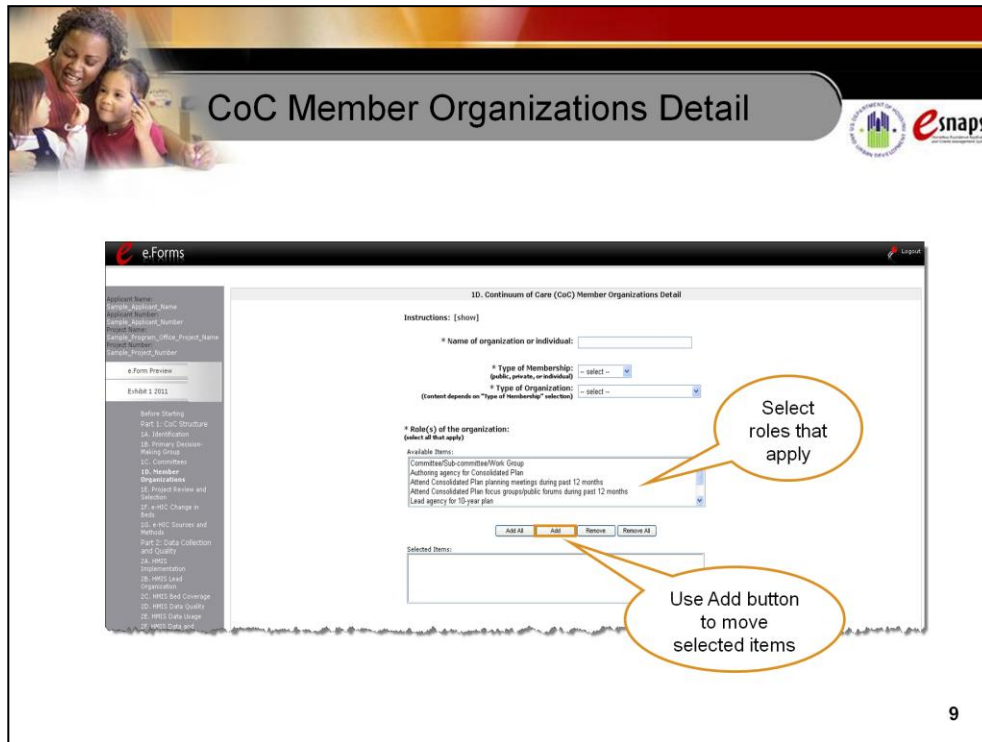 CoC Member Organizations Detail
esnaps
e.Forms
Logout
Applicant Name:
Sample_Applicant_Name
Applicant Number:
Sample_Applicant_Number
Project Name:
Sample_Program_Office_Project_Name
Project Number:
Sample_Project_Number
e.Form Preview
Exhibit 1 2011
Before Starting
Part 1: CoC Structure
1A. Identification
1B. Primary Decision-
Making Group
1C. Committees
1D. Member
Organizations
1E. Project Review and
Selection
1F. e-HIC Change in
Beds
1G. e-HIC Sources and
Methods
Part 2: Data Collection
and Quality
2A. HMIS
Implementation
2B. HMIS Lead
Organization
2C. HMIS Bed Coverage
2D. HMIS Data Quality
2E. HMIS Data Usage
2F. HMIS Data and
1D. Continuum of Care (CoC) Member Organizations Detail
Instructions: [show]
* Name of organization or individual:
* Type of Membership: -- select --
(public, private, or individual)
* Type of Organization: -- select --
(Content depends on "Type of Membership" selection)
* Role(s) of the organization:
(select all that apply)
Available Items:
Committee/Sub-committee/Work Group
Authoring agency for Consolidated Plan
Attend Consolidated Plan planning meetings during past 12 months
Attend Consolidated Plan focus groups/public forums during past 12 months
Lead agency for 10-year plan
Add All Add Remove Remove All
Selected Items:
Select
roles that
apply
Use Add button
to move
selected items
9